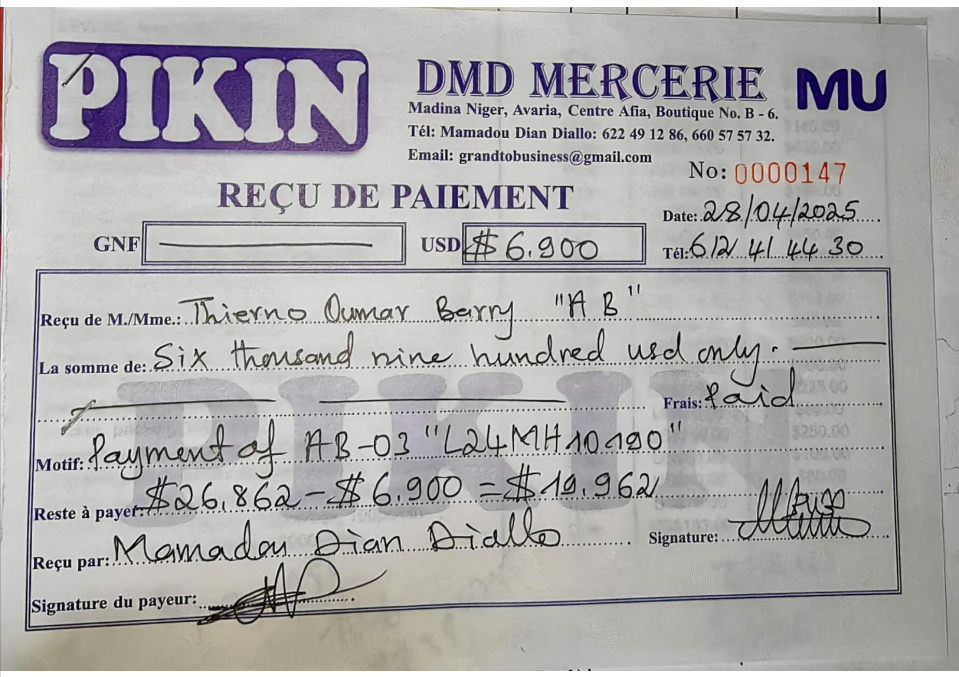 PIKIN
DMD MERCERIE MU
Madina Niger, Avaria, Centre Afia, Boutique No. B - 6.
Tél: Mamadou Dian Diallo: 622 49 12 86, 660 57 57 32.
Email: grandtobusiness@gmail.com
No: 0000147
REÇU DE PAIEMENT
Date: 28/04/2025
GNF USD $ 6.900 Tél: 612 41 44 30
Reçu de M./Mme.: Thierno Oumar Barry "A B"
La somme de: Six thousand nine hundred usd only.
Frais: Paid
Motif: Payment of AB-03 "L24MH10190"
Reste à payer: $26,862 - $6.900 = $19,962
Reçu par: Mamadou Dian Diallo Signature:
Signature du payeur:
PIKIN